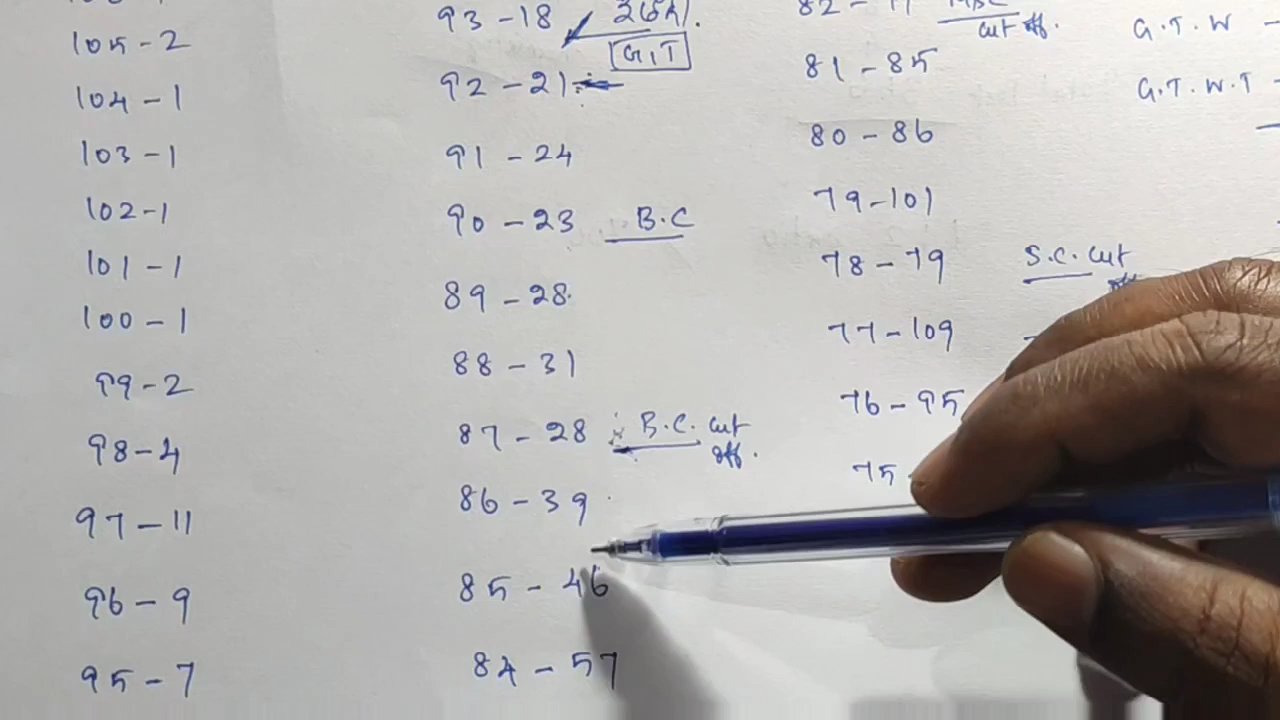 105 - 2
104 - 1
103 - 1
102 - 1
101 - 1
100 - 1
99 - 2
98 - 4
97 - 11
96 - 9
95 - 7
93 - 18
G.T
92 - 21
91 - 24
90 - 23 B.C
89 - 28
88 - 31
87 - 28 B.C. cut off.
86 - 39
85 - 46
84 - 57
cut off.
81 - 85
80 - 86
79 - 101
78 - 79 S.C. cut off
77 - 109
76 - 95
75 -
G.T. W -
G.T. W.T -